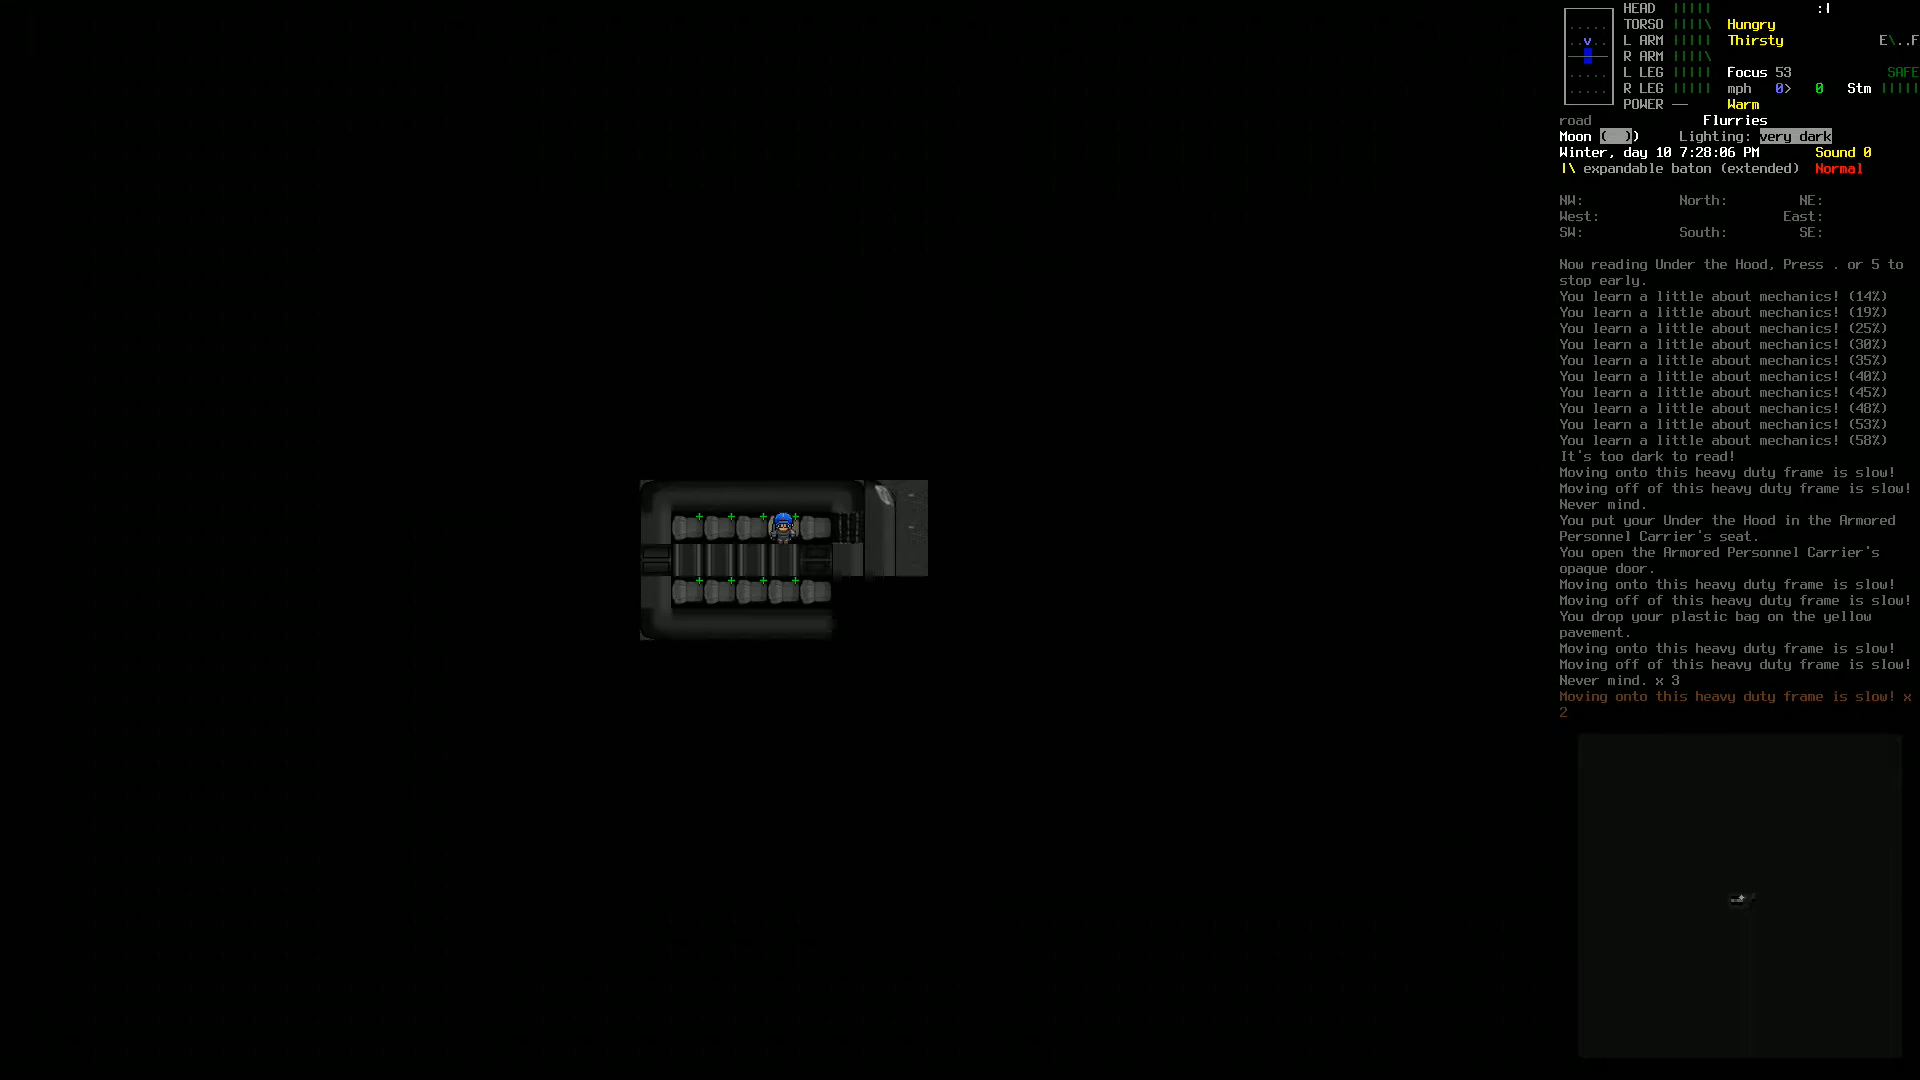 HEAD ||||| :|
TORSO ||||\ Hungry
L ARM ||||| Thirsty E\..F
R ARM ||||\
L LEG ||||| Focus 53 SAFE
R LEG ||||| mph 0> 0 Stm |||||
POWER -- Warm
road Flurries
Moon ( )) Lighting: very dark
Winter, day 10 7:28:06 PM Sound 0
|\ expandable baton (extended) Normal
NW: North: NE:
West: East:
SW: South: SE:
Now reading Under the Hood, Press . or 5 to
stop early.
You learn a little about mechanics! (14%)
You learn a little about mechanics! (19%)
You learn a little about mechanics! (25%)
You learn a little about mechanics! (30%)
You learn a little about mechanics! (35%)
You learn a little about mechanics! (40%)
You learn a little about mechanics! (45%)
You learn a little about mechanics! (48%)
You learn a little about mechanics! (53%)
You learn a little about mechanics! (58%)
It's too dark to read!
Moving onto this heavy duty frame is slow!
Moving off of this heavy duty frame is slow!
Never mind.
You put your Under the Hood in the Armored
Personnel Carrier's seat.
You open the Armored Personnel Carrier's
opaque door.
Moving onto this heavy duty frame is slow!
Moving off of this heavy duty frame is slow!
You drop your plastic bag on the yellow
pavement.
Moving onto this heavy duty frame is slow!
Moving off of this heavy duty frame is slow!
Never mind. x 3
Moving onto this heavy duty frame is slow! x
2